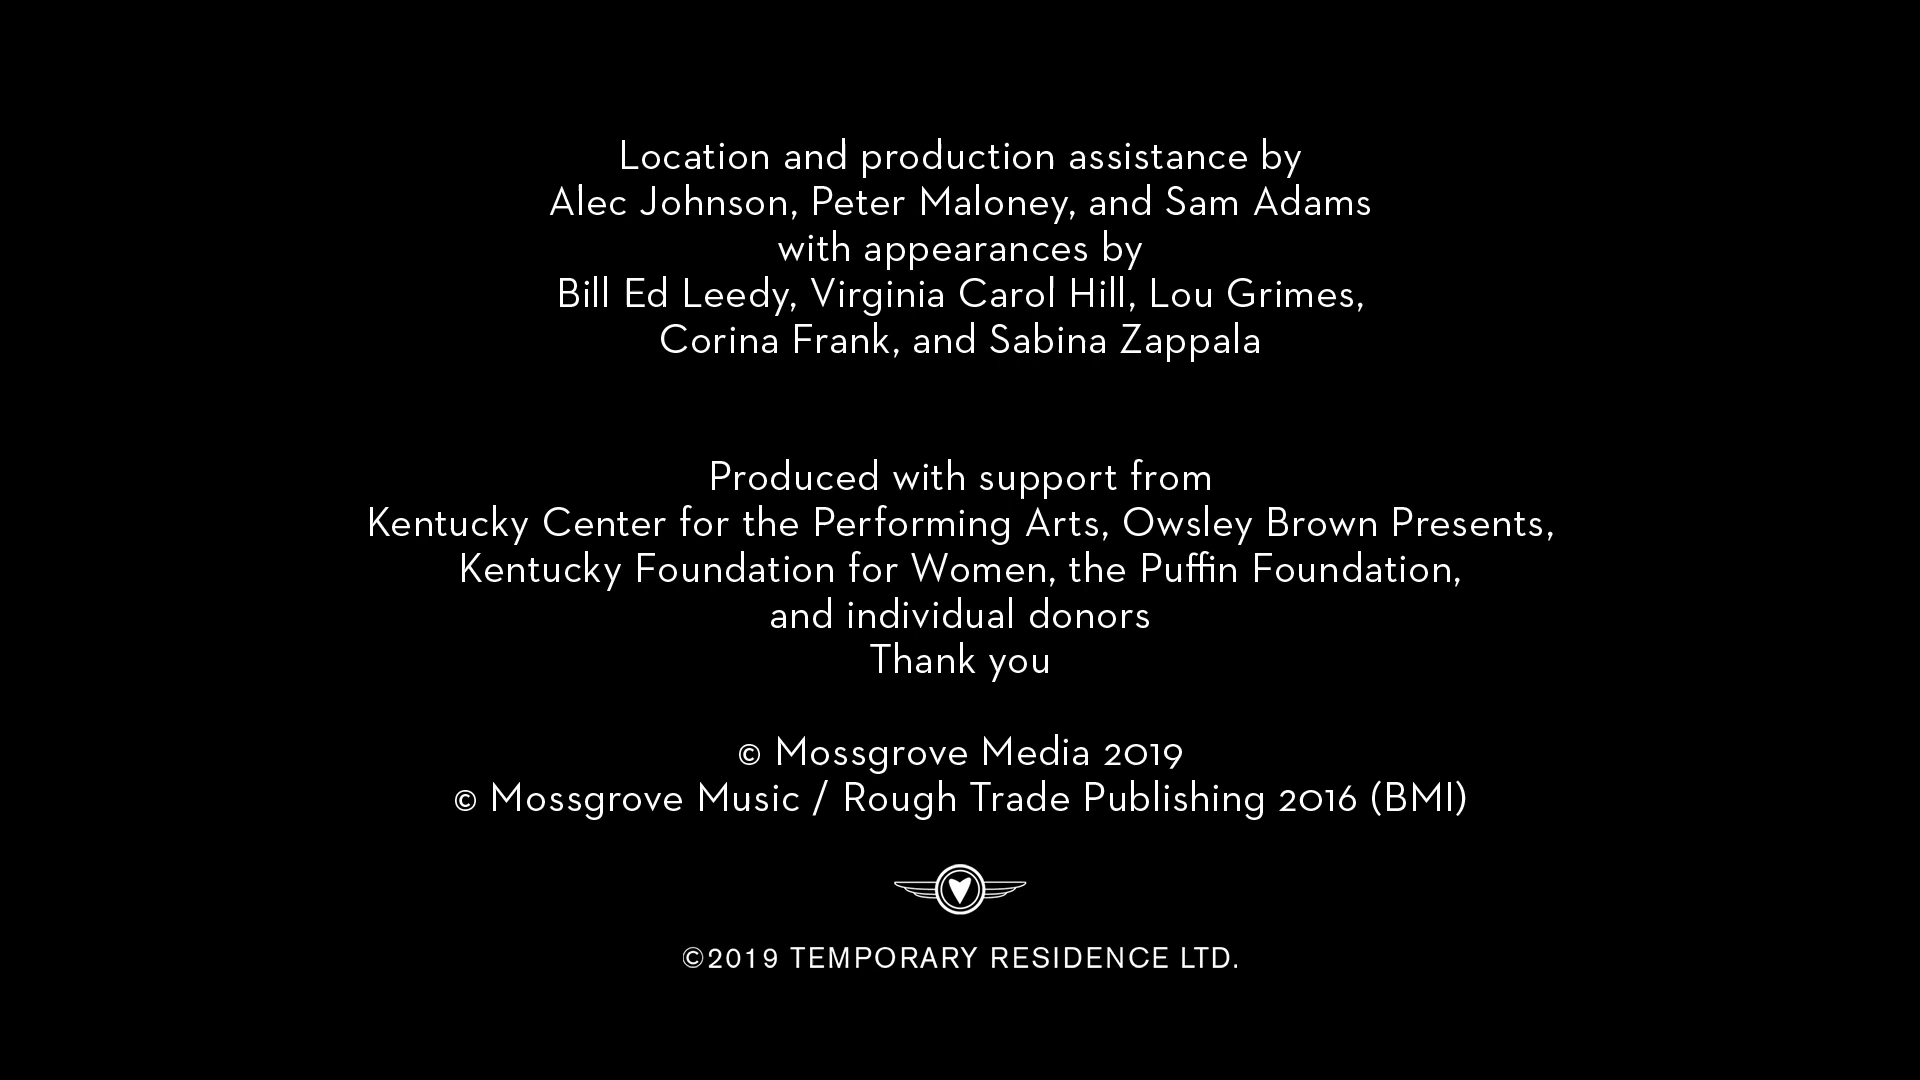 Location and production assistance by
Alec Johnson, Peter Maloney, and Sam Adams
with appearances by
Bill Ed Leedy, Virginia Carol Hill, Lou Grimes,
Corina Frank, and Sabina Zappala
Produced with support from
Kentucky Center for the Performing Arts, Owsley Brown Presents,
Kentucky Foundation for Women, the Puffin Foundation,
and individual donors
Thank you
© Mossgrove Media 2019
© Mossgrove Music / Rough Trade Publishing 2016 (BMI)
©2019 TEMPORARY RESIDENCE LTD.